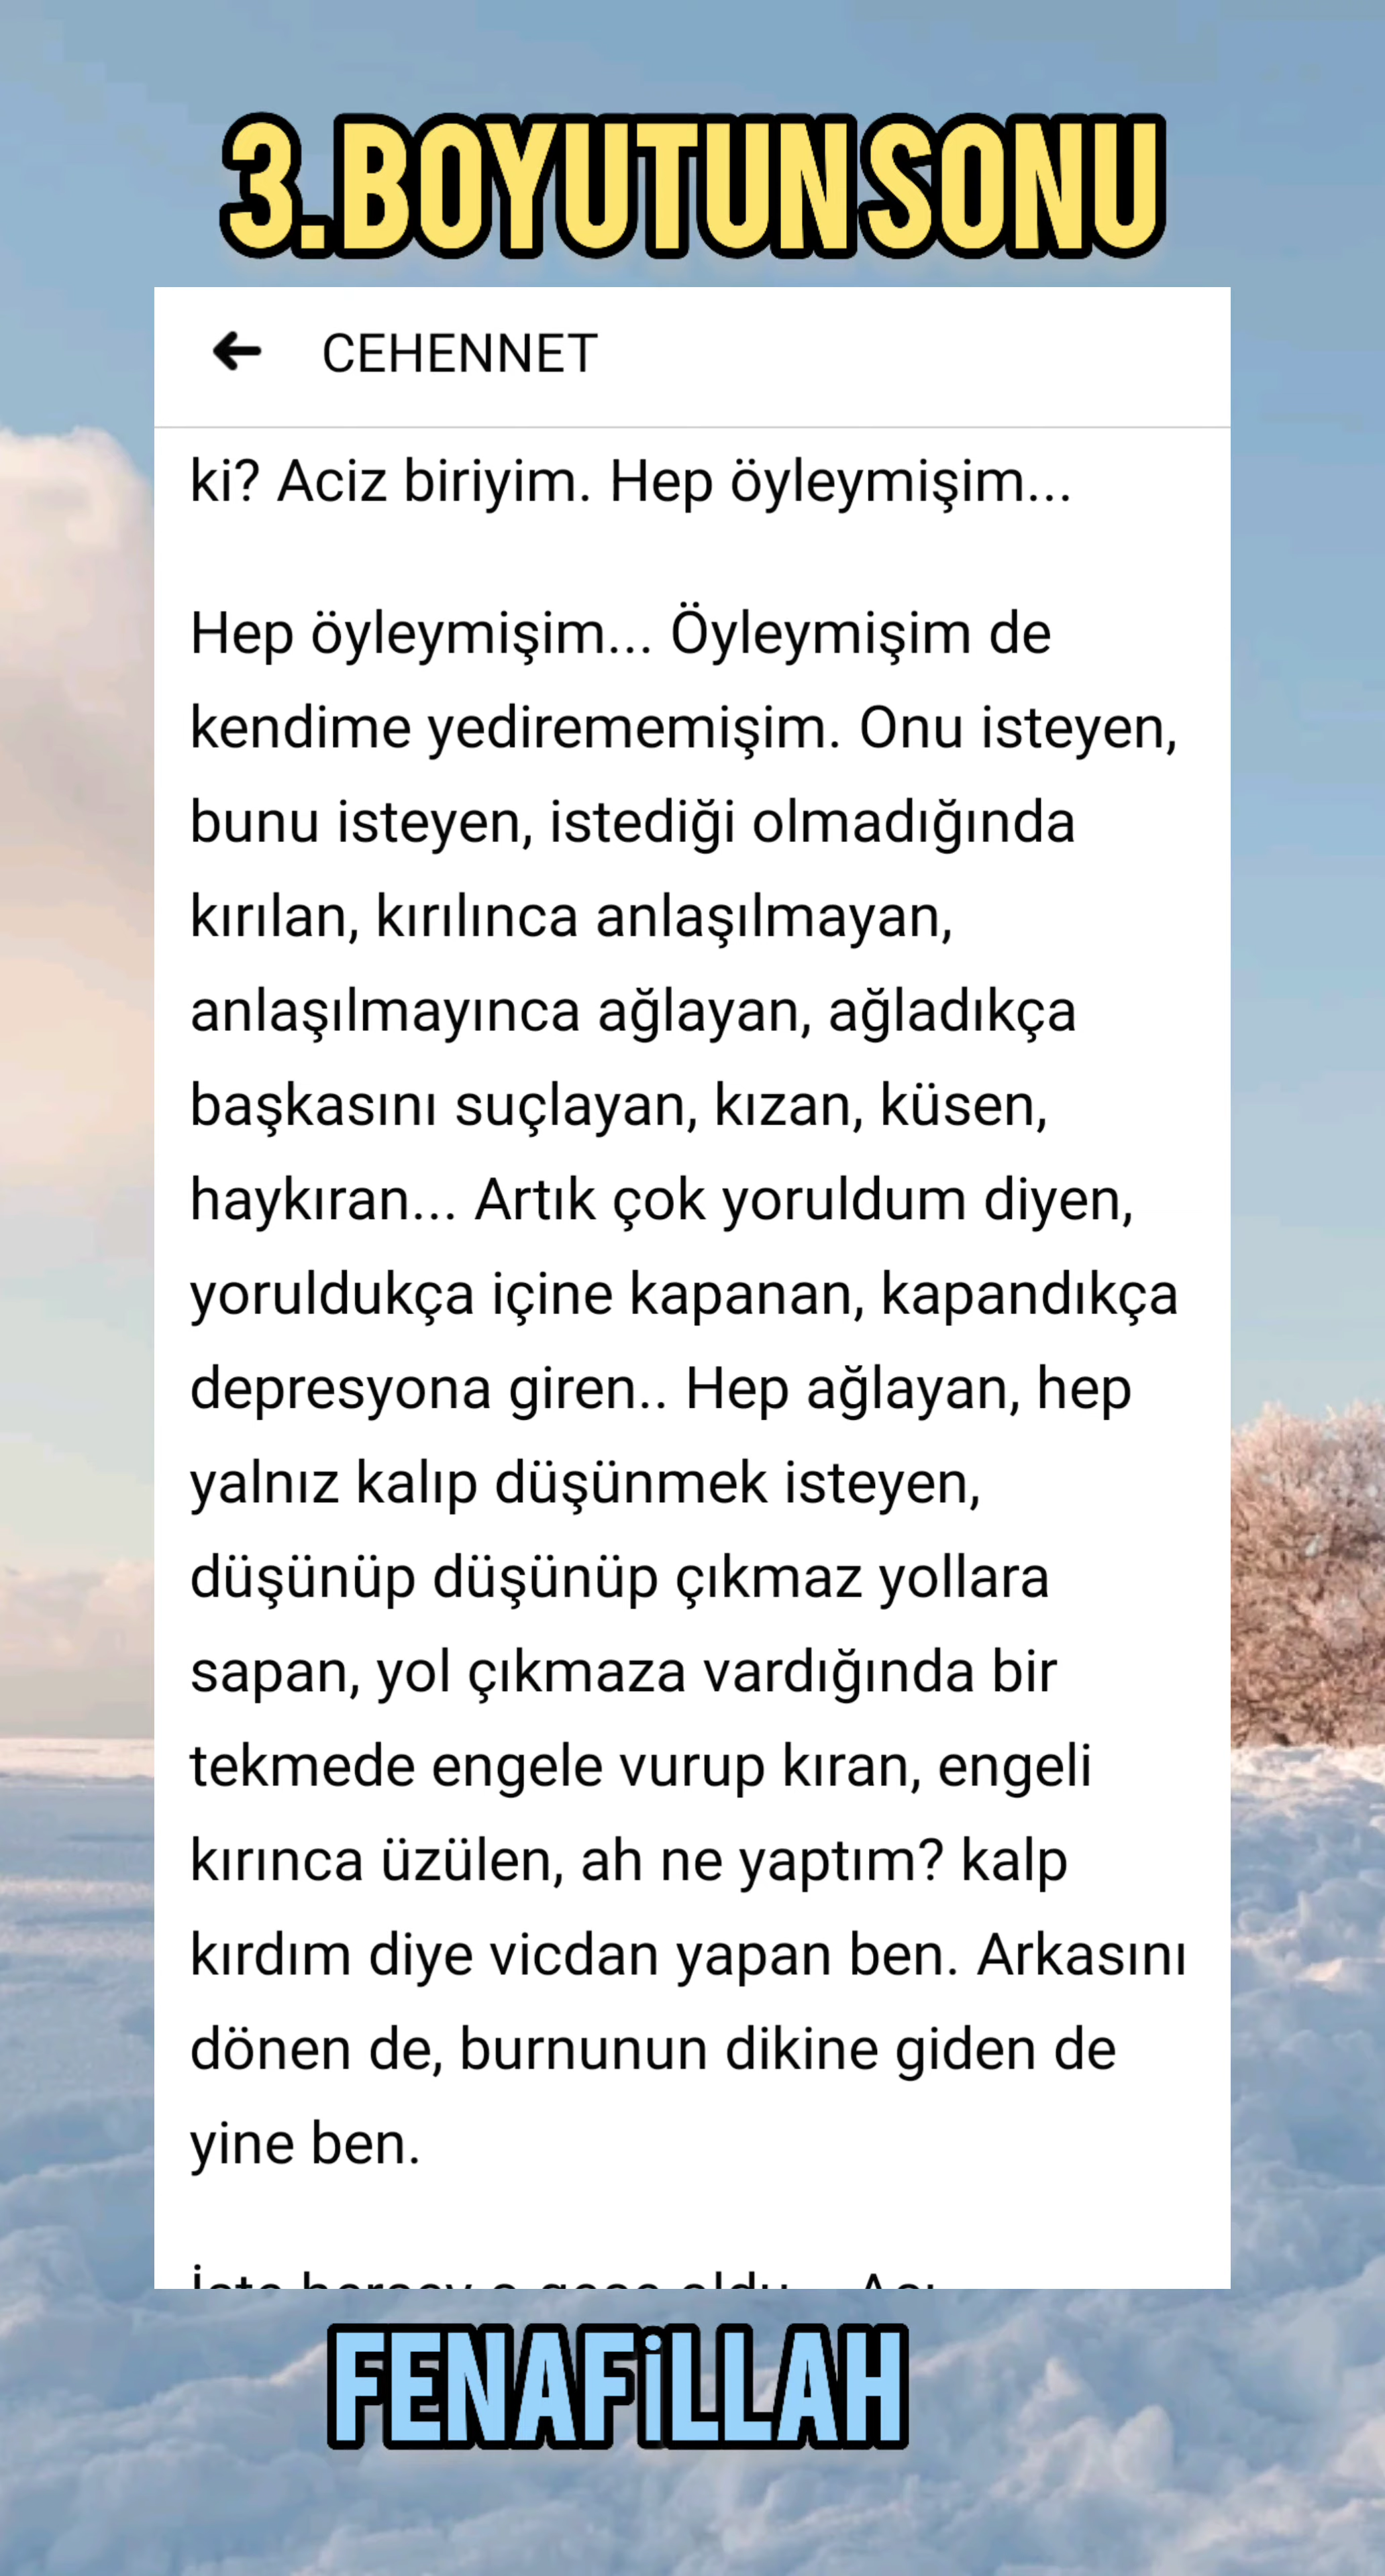 3.BOYUTUN SONU
← CEHENNET
ki? Aciz biriyim. Hep öyleymişim...
Hep öyleymişim... Öyleymişim de
kendime yedirememişim. Onu isteyen,
bunu isteyen, istediği olmadığında
kırılan, kırılınca anlaşılmayan,
anlaşılmayınca ağlayan, ağladıkça
başkasını suçlayan, kızan, küsen,
haykıran... Artık çok yoruldum diyen,
yoruldukça içine kapanan, kapandıkça
depresyona giren.. Hep ağlayan, hep
yalnız kalıp düşünmek isteyen,
düşünüp düşünüp çıkmaz yollara
sapan, yol çıkmaza vardığında bir
tekmede engele vurup kıran, engeli
kırınca üzülen, ah ne yaptım? kalp
kırdım diye vicdan yapan ben. Arkasını
dönen de, burnunun dikine giden de
yine ben.
FENAFİLLAH